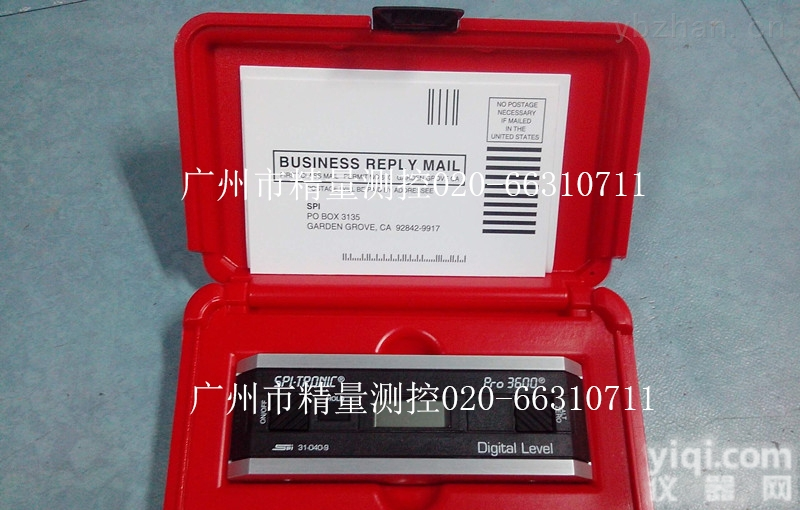 ybzhan.cn
NO POSTAGE
NECESSARY
IF MAILED
IN THE
UNITED STATES
BUSINESS REPLY MAIL
广州市精量测控020-66310711
SPI
PO BOX 3135
GARDEN GROVE, CA 92842-9917
SPI-TRONIC® Pro 3600®
广州市精量测控020-66310711
ON/OFF
SPI 31-040-9 Digital Level
yiqi.com
仪器网